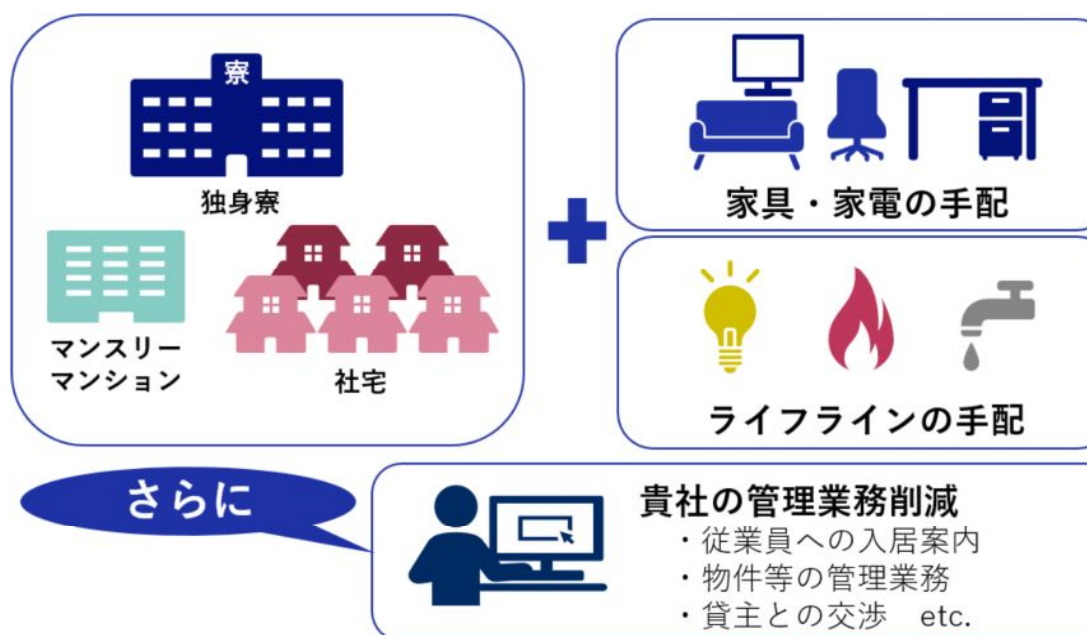 寮
独身寮
マンスリー
マンション
社宅
家具・家電の手配
ライフラインの手配
さらに
貴社の管理業務削減
・従業員への入居案内
・物件等の管理業務
・貸主との交渉　etc.